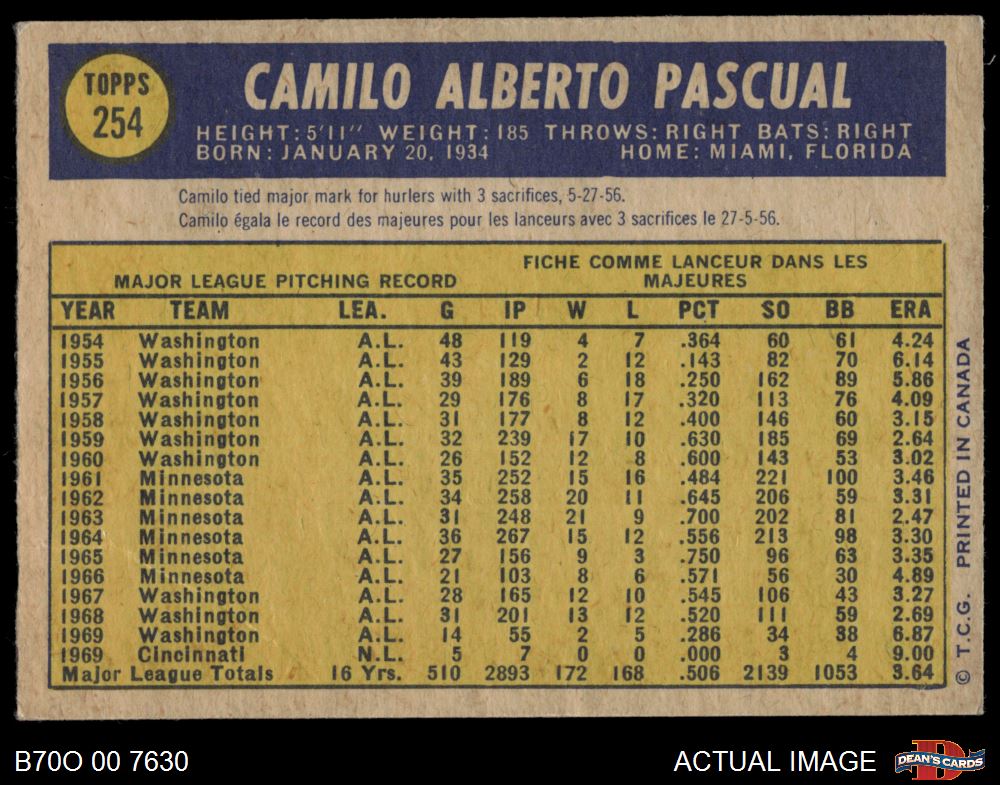 TOPPS
254
CAMILO ALBERTO PASCUAL
HEIGHT: 5'11" WEIGHT: 185 THROWS: RIGHT BATS: RIGHT
BORN: JANUARY 20, 1934 HOME: MIAMI, FLORIDA
Camilo tied major mark for hurlers with 3 sacrifices, 5-27-56.
Camilo égala le record des majeures pour les lanceurs avec 3 sacrifices le 27-5-56.
MAJOR LEAGUE PITCHING RECORD
FICHE COMME LANCEUR DANS LES
MAJEURES
YEAR TEAM LEA. G IP W L PCT SO BB ERA
1954 Washington A.L. 48 119 4 7 .364 60 61 4.24
1955 Washington A.L. 43 129 2 12 .143 82 70 6.14
1956 Washington A.L. 39 189 6 18 .250 162 89 5.86
1957 Washington A.L. 29 176 8 17 .320 113 76 4.09
1958 Washington A.L. 31 177 8 12 .400 146 60 3.15
1959 Washington A.L. 32 239 17 10 .630 185 69 2.64
1960 Washington A.L. 26 152 12 8 .600 143 53 3.02
1961 Minnesota A.L. 35 252 15 16 .484 221 100 3.46
1962 Minnesota A.L. 34 258 20 11 .645 206 59 3.31
1963 Minnesota A.L. 31 248 21 9 .700 202 81 2.47
1964 Minnesota A.L. 36 267 15 12 .556 213 98 3.30
1965 Minnesota A.L. 27 156 9 3 .750 96 63 3.35
1966 Minnesota A.L. 21 103 8 6 .571 56 30 4.89
1967 Washington A.L. 28 165 12 10 .545 106 43 3.27
1968 Washington A.L. 31 201 13 12 .520 111 59 2.69
1969 Washington A.L. 14 55 2 5 .286 34 38 6.87
1969 Cincinnati N.L. 5 7 0 0 .000 3 4 9.00
Major League Totals 16 Yrs. 510 2893 172 168 .506 2139 1053 3.64
© T.C.G. PRINTED IN CANADA
B70O 00 7630
ACTUAL IMAGE
DEAN'S CARDS